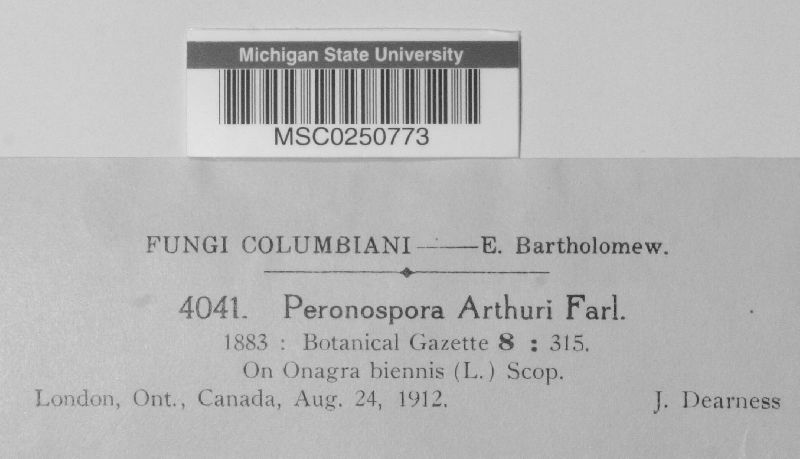 Michigan State University
MSC0250773
FUNGI COLUMBIANI——E. Bartholomew.
4041. Peronospora Arthuri Farl.
1883 : Botanical Gazette 8 : 315.
On Onagra biennis (L.) Scop.
London, Ont., Canada, Aug. 24, 1912. J. Dearness